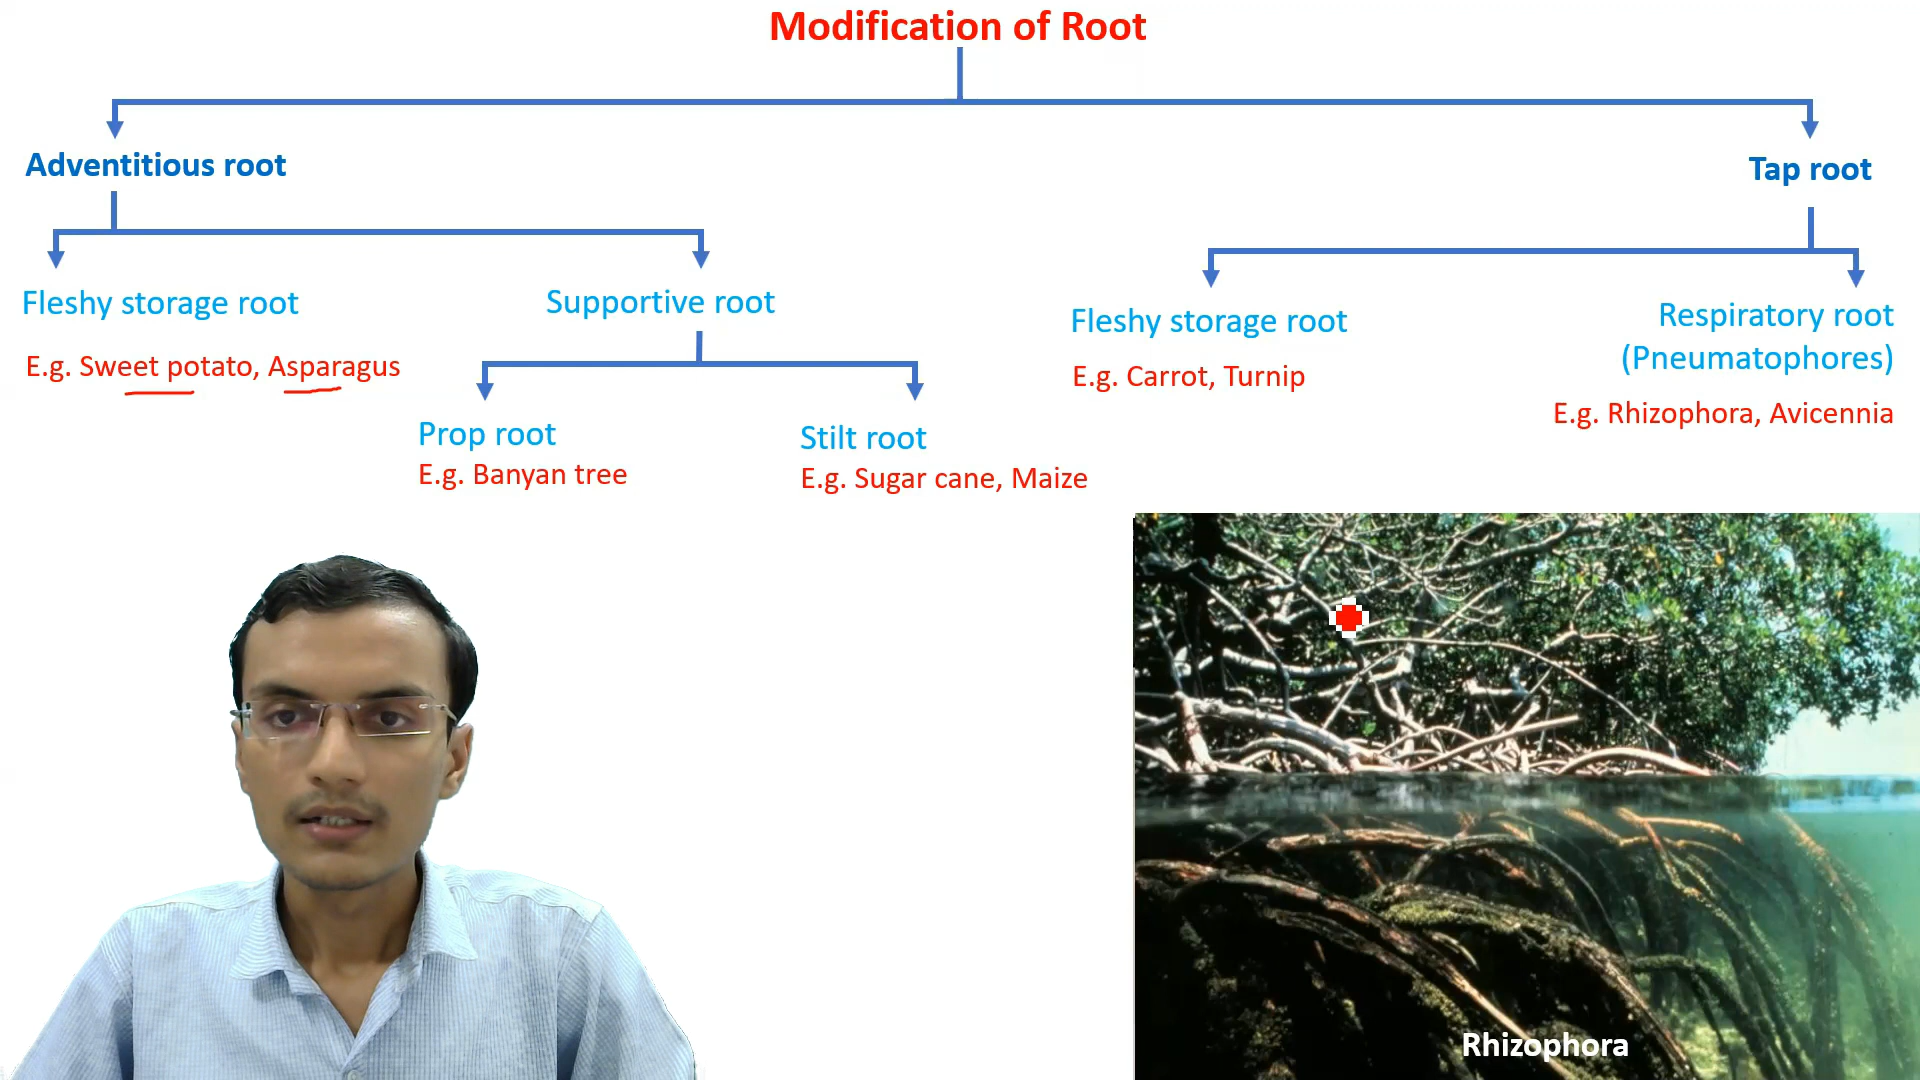 Modification of Root
Adventitious root
Tap root
Fleshy storage root
E.g. Sweet potato, Asparagus
Supportive root
Prop root
E.g. Banyan tree
Stilt root
E.g. Sugar cane, Maize
Fleshy storage root
E.g. Carrot, Turnip
Respiratory root
(Pneumatophores)
E.g. Rhizophora, Avicennia
Rhizophora